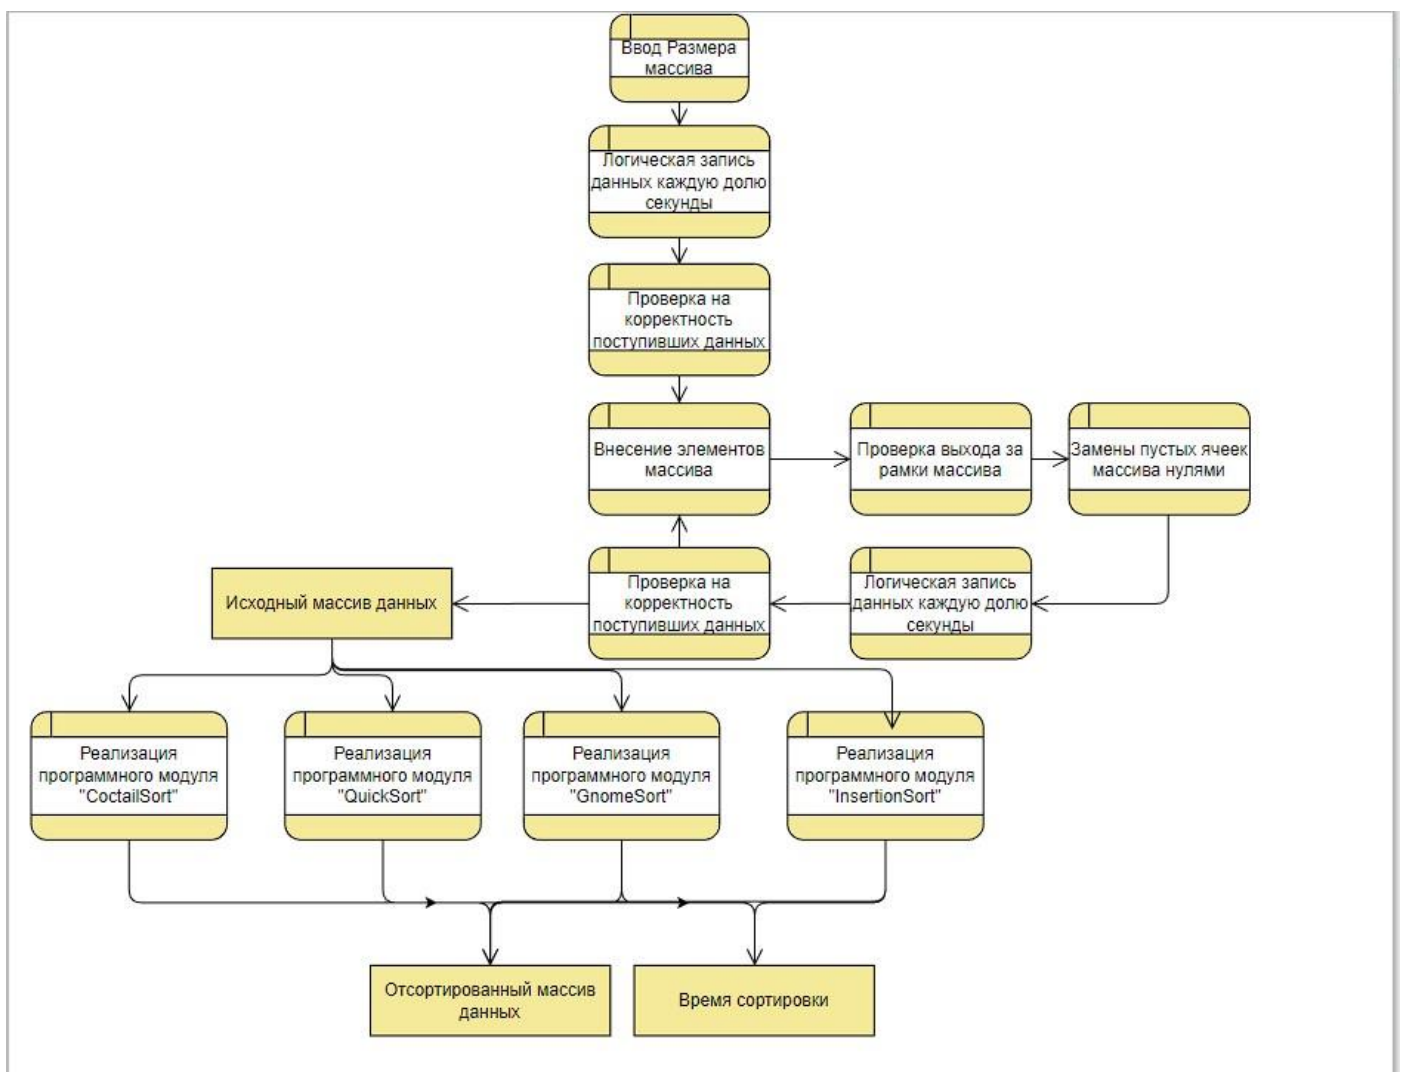 Ввод Размера
массива
Логическая запись
данных каждую долю
секунды
Проверка на
корректность
поступивших данных
Внесение элементов
массива
Проверка выхода за
рамки массива
Замены пустых ячеек
массива нулями
Исходный массив данных
Проверка на
корректность
поступивших данных
Логическая запись
данных каждую долю
секунды
Реализация
программного модуля
"CoctailSort"
Реализация
программного модуля
"QuickSort"
Реализация
программного модуля
"GnomeSort"
Реализация
программного модуля
"InsertionSort"
Отсортированный массив
данных
Время сортировки